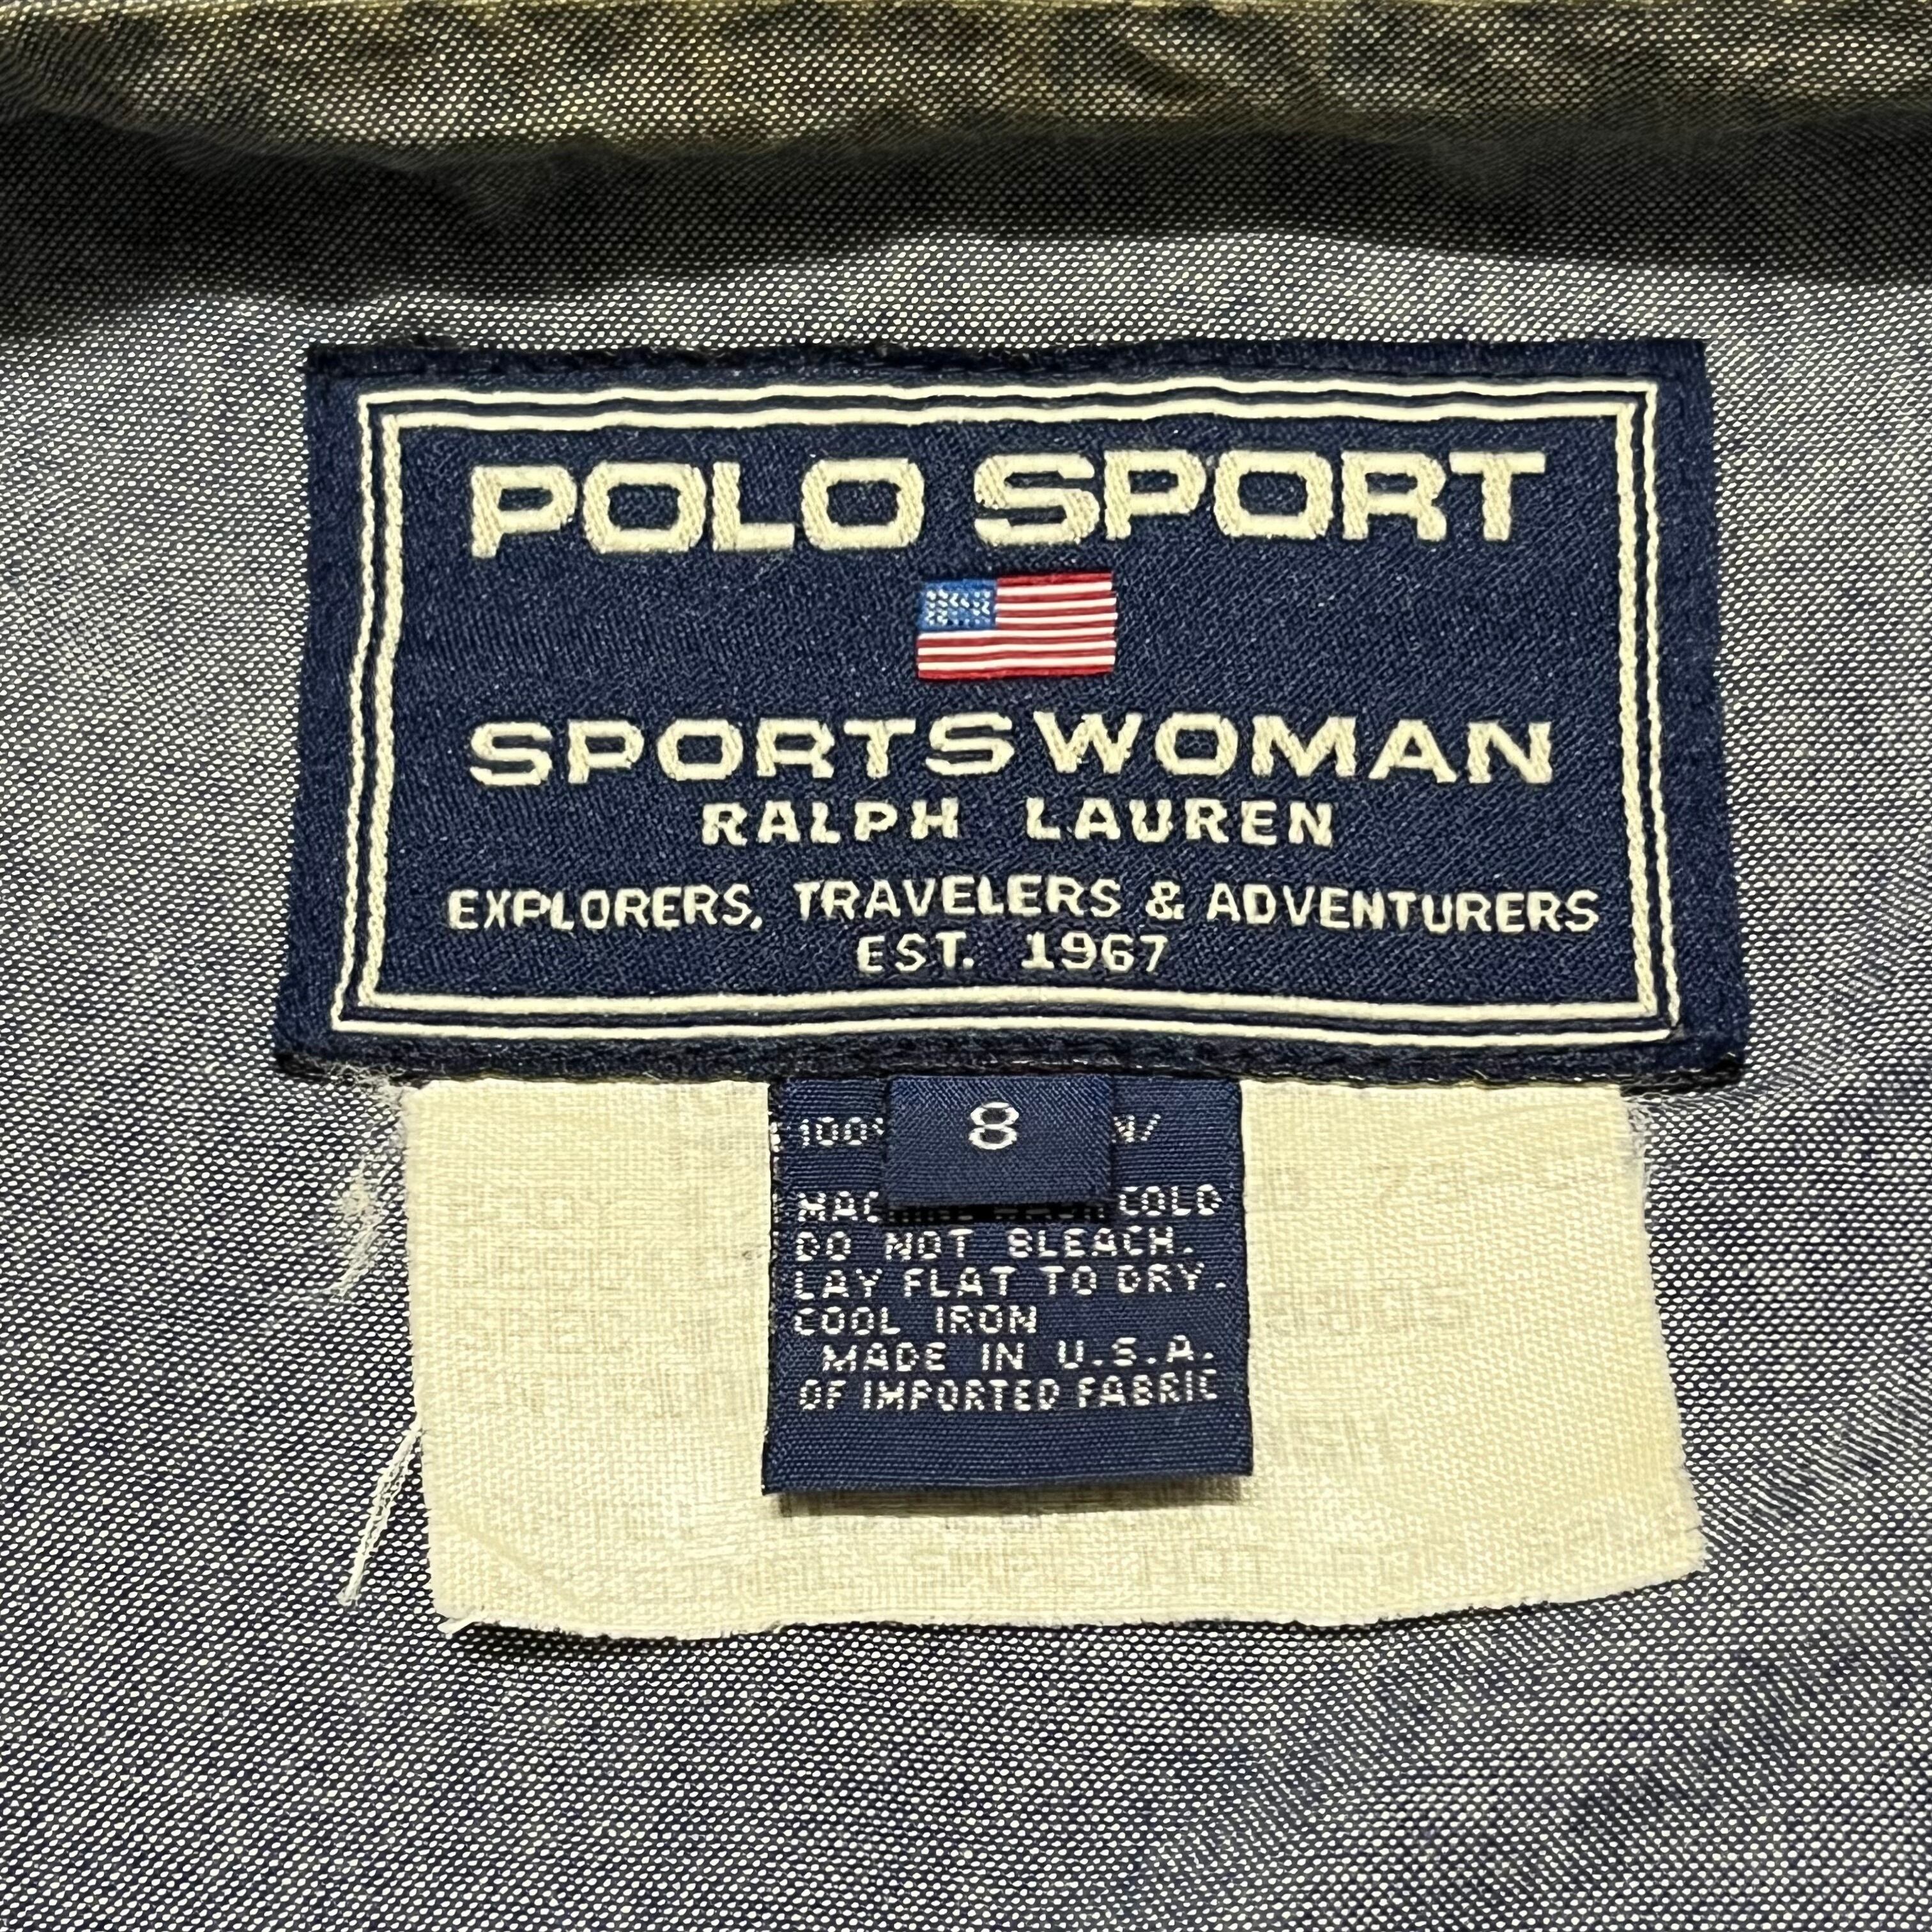 POLO SPORT
SPORTSWOMAN
RALPH LAUREN
EXPLORERS, TRAVELERS & ADVENTURERS
EST. 1967
8
COLD
DO NOT BLEACH.
LAY FLAT TO DRY.
COOL IRON
MADE IN U.S.A.
OF IMPORTED FABRIC